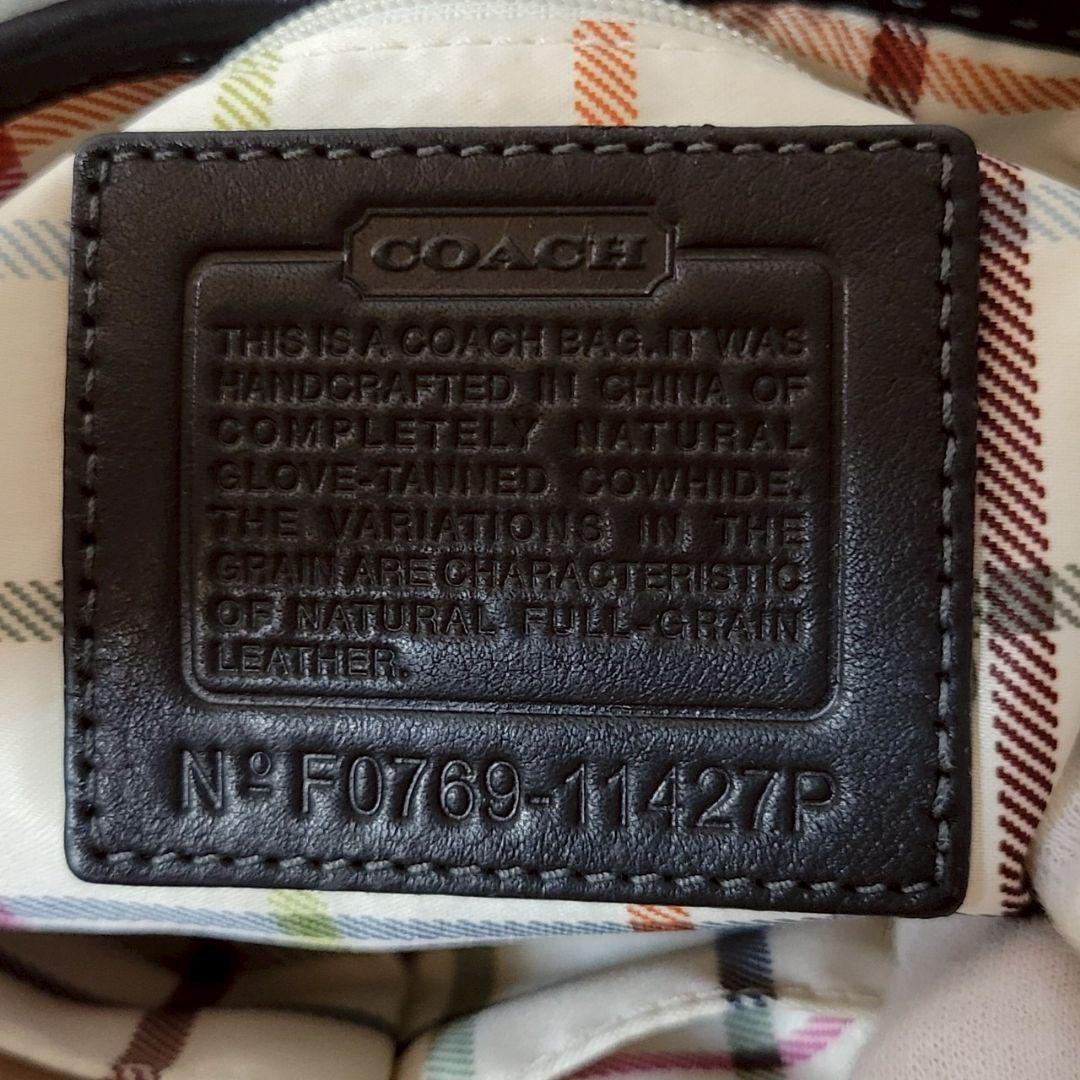 COACH
THIS IS A COACH BAG. IT WAS
HANDCRAFTED IN CHINA OF
COMPLETELY NATURAL
GLOVE-TANNED COWHIDE.
THE VARIATIONS IN THE
GRAIN ARE CHARACTERISTIC
OF NATURAL FULL-GRAIN
LEATHER.
Nº F0769-11427P